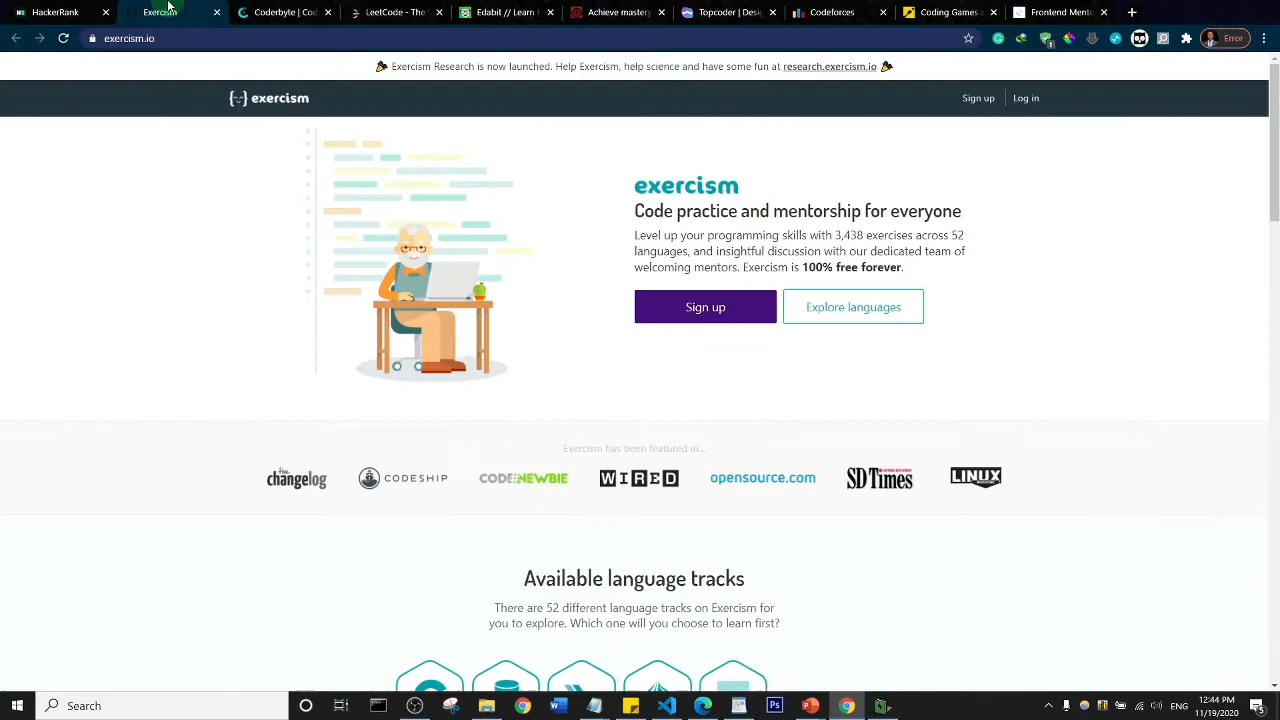 HackerRank
Exercism
Coderbyte | Cod
LeetCode - The
Edabit // Learn t
Achieve mastery
Topcoder | Desig
Codeforces
Coding Games a
Frontend Mento
exercism.io
Error
Exercism Research is now launched. Help Exercism, help science and have some fun at research.exercism.io
exercism
Sign up
Log in
exercism
Code practice and mentorship for everyone
Level up your programming skills with 3,438 exercises across 52
languages, and insightful discussion with our dedicated team of
welcoming mentors. Exercism is 100% free forever.
Sign up
Explore languages
Exercism has been featured in...
the changelog
CODESHIP
CODE NEWBIE
WIRED
opensource.com
SD Times
LINUX
Available language tracks
There are 52 different language tracks on Exercism for
you to explore. Which one will you choose to learn first?
Search
12:44 PM
11/19/2020